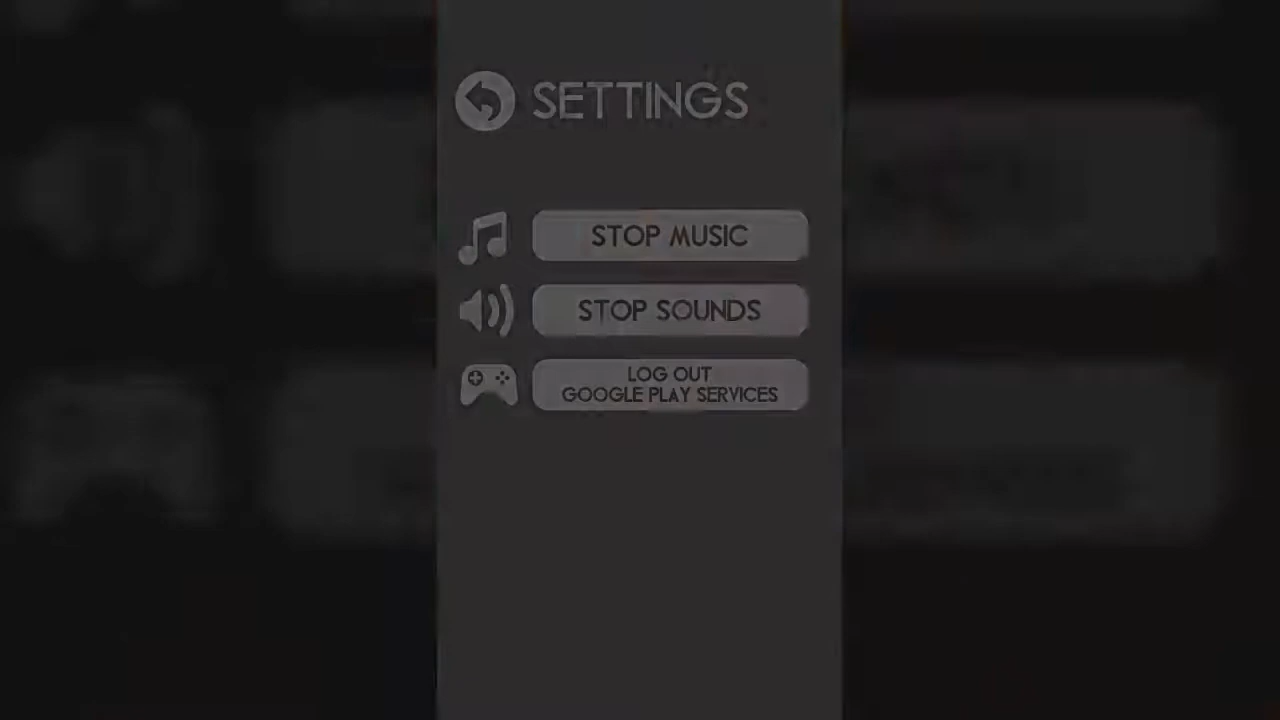 SETTINGS
STOP MUSIC
STOP SOUNDS
LOG OUT
GOOGLE PLAY SERVICES